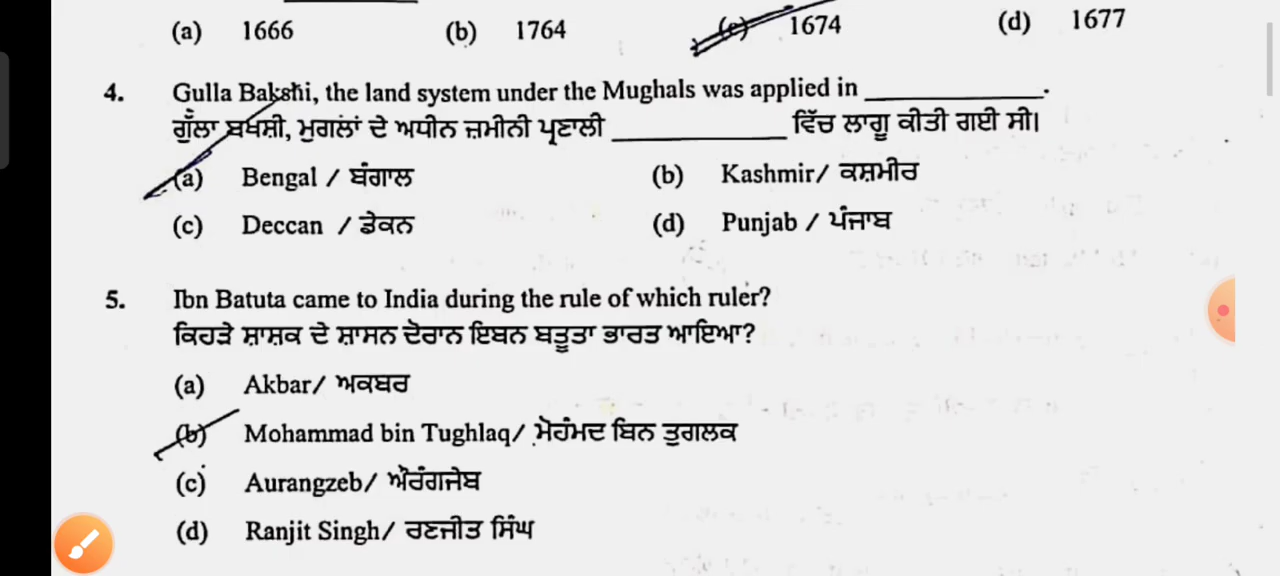 (a) 1666 (b) 1764 (c) 1674 (d) 1677
4. Gulla Bakshi, the land system under the Mughals was applied in ____________.
ਗੁੱਲਾ ਬਖਸ਼ੀ, ਮੁਗਲਾਂ ਦੇ ਅਧੀਨ ਜ਼ਮੀਨੀ ਪ੍ਰਣਾਲੀ ____________ ਵਿੱਚ ਲਾਗੂ ਕੀਤੀ ਗਈ ਸੀ।
(a) Bengal / ਬੰਗਾਲ (b) Kashmir/ ਕਸ਼ਮੀਰ
(c) Deccan / ਡੇਕਨ (d) Punjab / ਪੰਜਾਬ
5. Ibn Batuta came to India during the rule of which ruler?
ਕਿਹੜੇ ਸ਼ਾਸ਼ਕ ਦੇ ਸ਼ਾਸਨ ਦੋਰਾਨ ਇਬਨ ਬਤੂਤਾ ਭਾਰਤ ਆਇਆ?
(a) Akbar/ ਅਕਬਰ
(b) Mohammad bin Tughlaq/ ਮੋਹੰਮਦ ਬਿਨ ਤੁਗਲਕ
(c) Aurangzeb/ ਔਰੰਗਜੇਬ
(d) Ranjit Singh/ ਰਣਜੀਤ ਸਿੰਘ